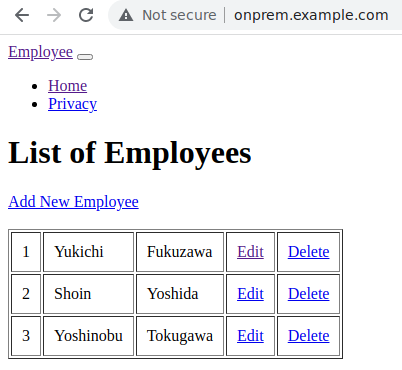 Not secure | onprem.example.com
Employee
Home
Privacy
List of Employees
Add New Employee
1 Yukichi Fukuzawa Edit Delete
2 Shoin Yoshida Edit Delete
3 Yoshinobu Tokugawa Edit Delete